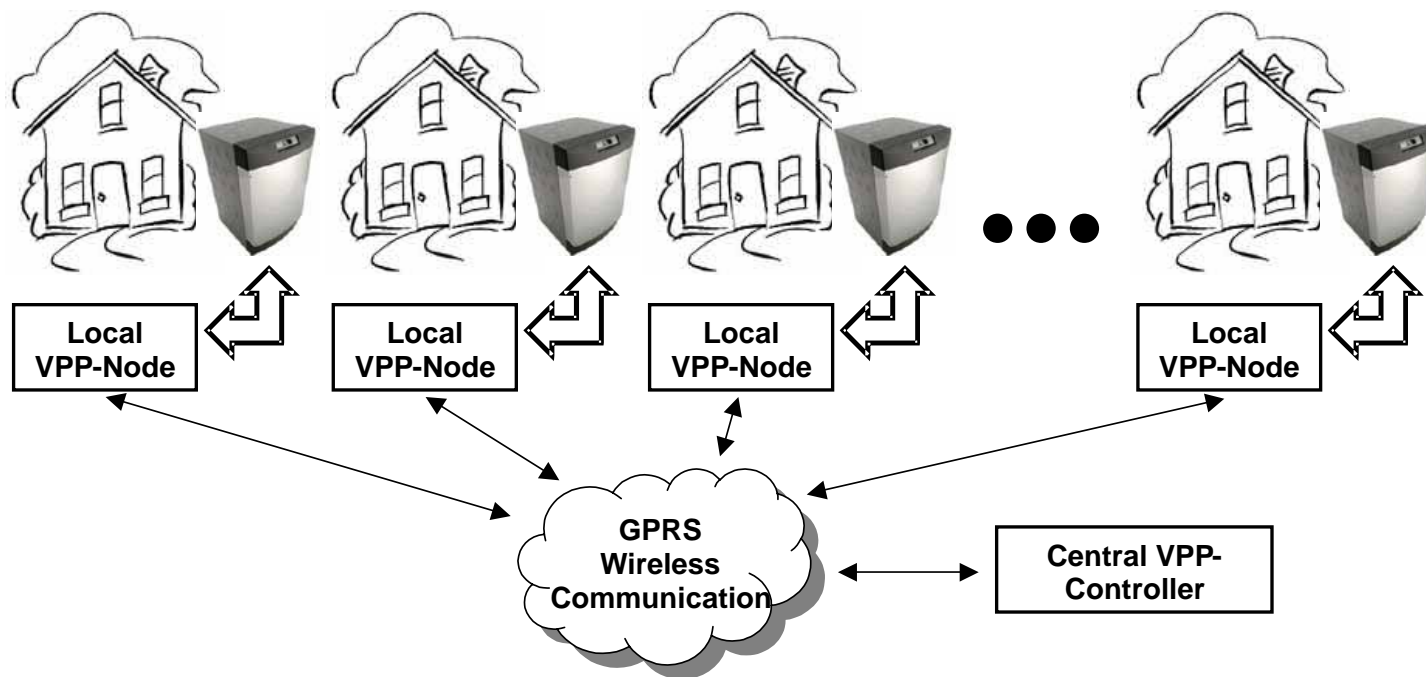 Local
VPP-Node
Local
VPP-Node
Local
VPP-Node
Local
VPP-Node
GPRS
Wireless
Communication
Central VPP-
Controller